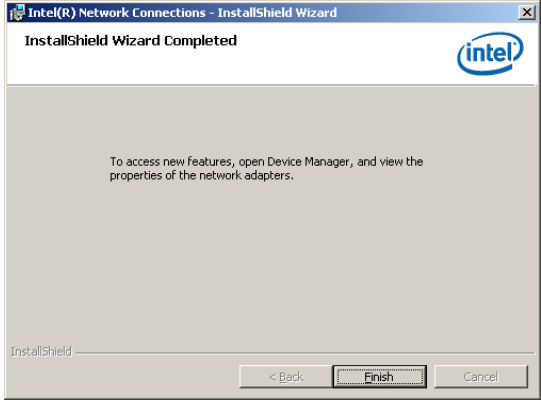 Intel(R) Network Connections - InstallShield Wizard
InstallShield Wizard Completed
intel
To access new features, open Device Manager, and view the
properties of the network adapters.
InstallShield
< Back
Finish
Cancel